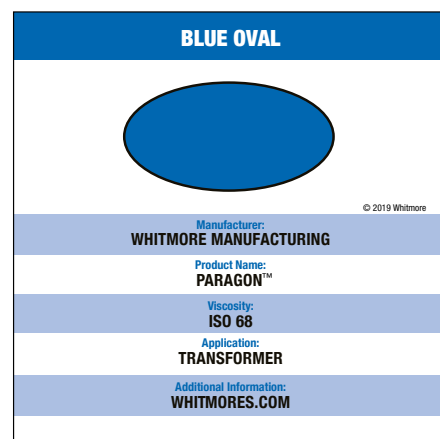 BLUE OVAL
© 2019 Whitmore
Manufacturer:
WHITMORE MANUFACTURING
Product Name:
PARAGON™
Viscosity:
ISO 68
Application:
TRANSFORMER
Additional Information:
WHITMORES.COM